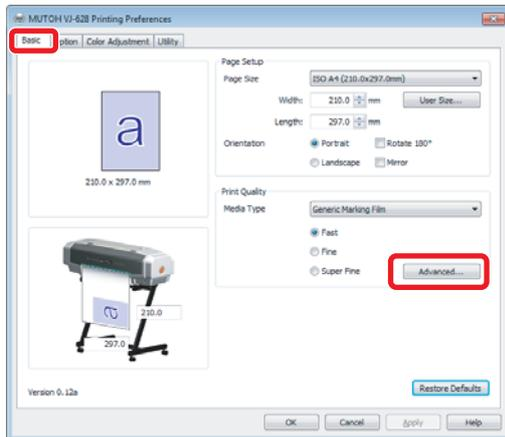 MUTOH VJ-628 Printing Preferences
Basic Option Color Adjustment Utility
Page Setup
Page Size ISO A4 (210.0x297.0mm)
Width: 210.0 mm User Size...
Length: 297.0 mm
Orientation Portrait Rotate 180°
Landscape Mirror
a
210.0 x 297.0 mm
Print Quality
Media Type Generic Marking Film
Fast
Fine
Super Fine Advanced...
a
210.0
297.0
Version 0.12a
Restore Defaults
OK Cancel Apply Help